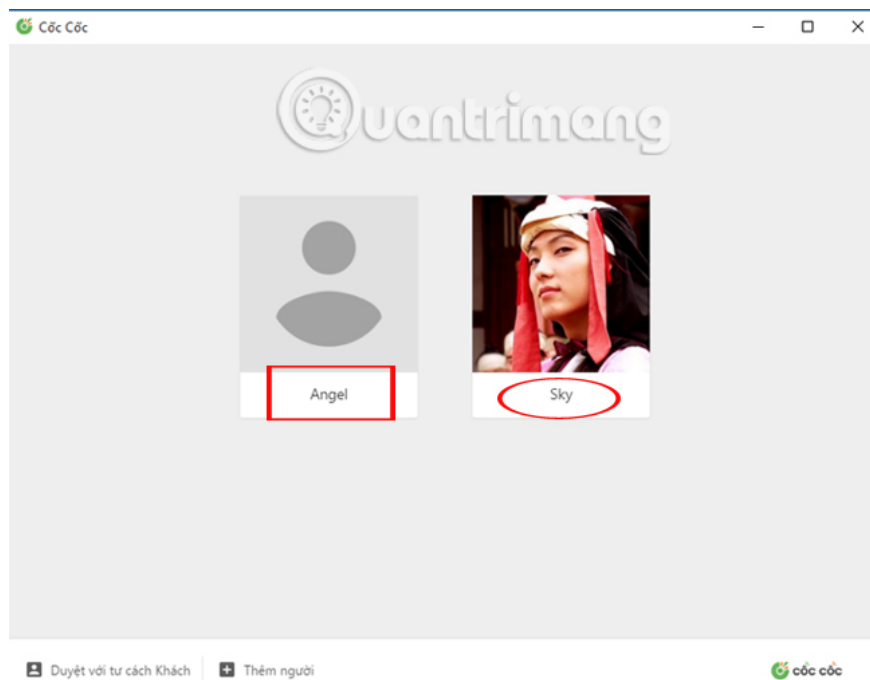 Cốc Cốc
Quantrimang
Angel
Sky
Duyệt với tư cách Khách
Thêm người
cốc cốc